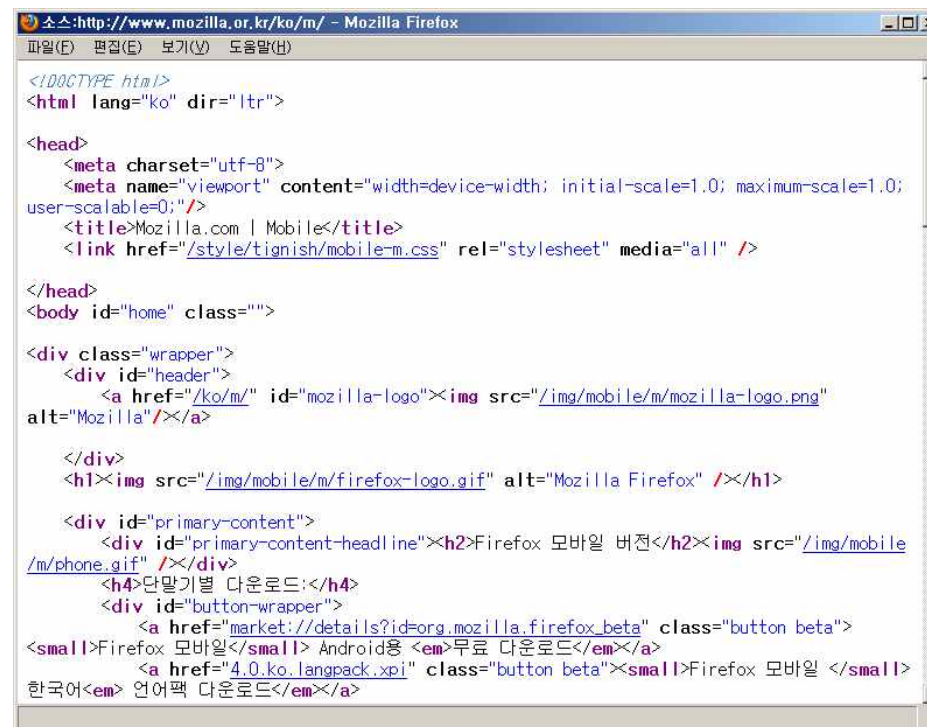 소스:http://www.mozilla.or.kr/ko/m/ - Mozilla Firefox
파일(F) 편집(E) 보기(V) 도움말(H)
<!DOCTYPE html>
<html lang="ko" dir="ltr">
<head>
<meta charset="utf-8">
<meta name="viewport" content="width=device-width; initial-scale=1.0; maximum-scale=1.0;
user-scalable=0;"/>
<title>Mozilla.com | Mobile</title>
<link href="/style/tignish/mobile-m.css" rel="stylesheet" media="all" />
</head>
<body id="home" class="">
<div class="wrapper">
<div id="header">
<a href="/ko/m/" id="mozilla-logo"><img src="/img/mobile/m/mozilla-logo.png"
alt="Mozilla"/></a>
</div>
<h1><img src="/img/mobile/m/firefox-logo.gif" alt="Mozilla Firefox" /></h1>
<div id="primary-content">
<div id="primary-content-headline"><h2>Firefox 모바일 버전</h2><img src="/img/mobile
/m/phone.gif" /></div>
<h4>단말기별 다운로드:</h4>
<div id="button-wrapper">
<a href="market://details?id=org.mozilla.firefox_beta" class="button beta">
<small>Firefox 모바일</small> Android용 <em>무료 다운로드</em></a>
<a href="4.0.ko.langpack.xpi" class="button beta"><small>Firefox 모바일 </small>
한국어<em> 언어팩 다운로드</em></a>